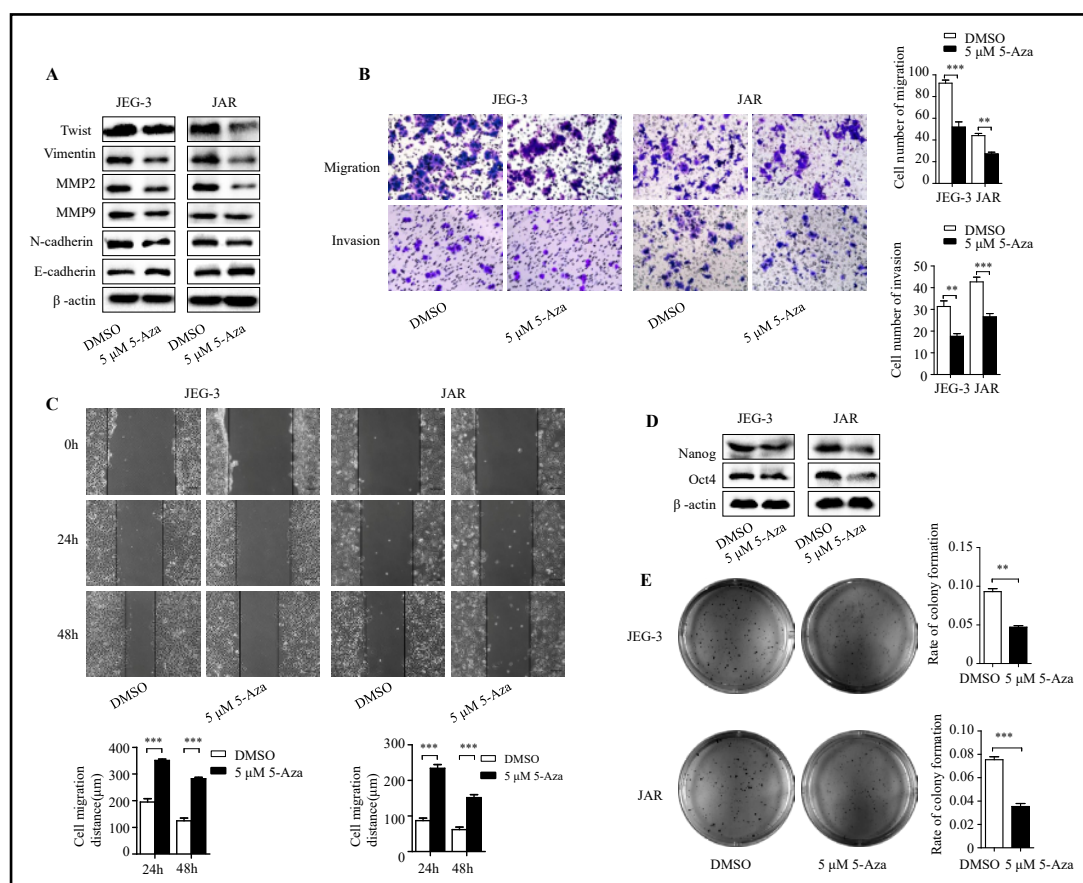 A
JEG-3 JAR
Twist
Vimentin
MMP2
MMP9
N-cadherin
E-cadherin
β -actin
DMSO
5 μM 5-Aza
DMSO
5 μM 5-Aza
B
JEG-3 JAR
Migration
Invasion
DMSO
5 μM 5-Aza
DMSO
5 μM 5-Aza
DMSO
5 μM 5-Aza
Cell number of migration
100
80
60
40
20
0
***
**
JEG-3 JAR
DMSO
5 μM 5-Aza
Cell number of invasion
50
40
30
20
10
0
**
***
JEG-3 JAR
C
JEG-3 JAR
0h
24h
48h
DMSO
5 μM 5-Aza
DMSO
5 μM 5-Aza
Cell migration
distance(μm)
400
300
200
100
0
*** ***
DMSO
5 μM 5-Aza
24h 48h
Cell migration
distance(μm)
300
200
100
0
***
***
DMSO
5 μM 5-Aza
24h 48h
D
JEG-3 JAR
Nanog
Oct4
β -actin
DMSO
5 μM 5-Aza
DMSO
5 μM 5-Aza
E
JEG-3
JAR
DMSO 5 μM 5-Aza
Rate of colony formation
0.15
0.10
0.05
0
**
DMSO 5 μM 5-Aza
Rate of colony formation
0.10
0.08
0.06
0.04
0.02
0.00
***
DMSO 5 μM 5-Aza